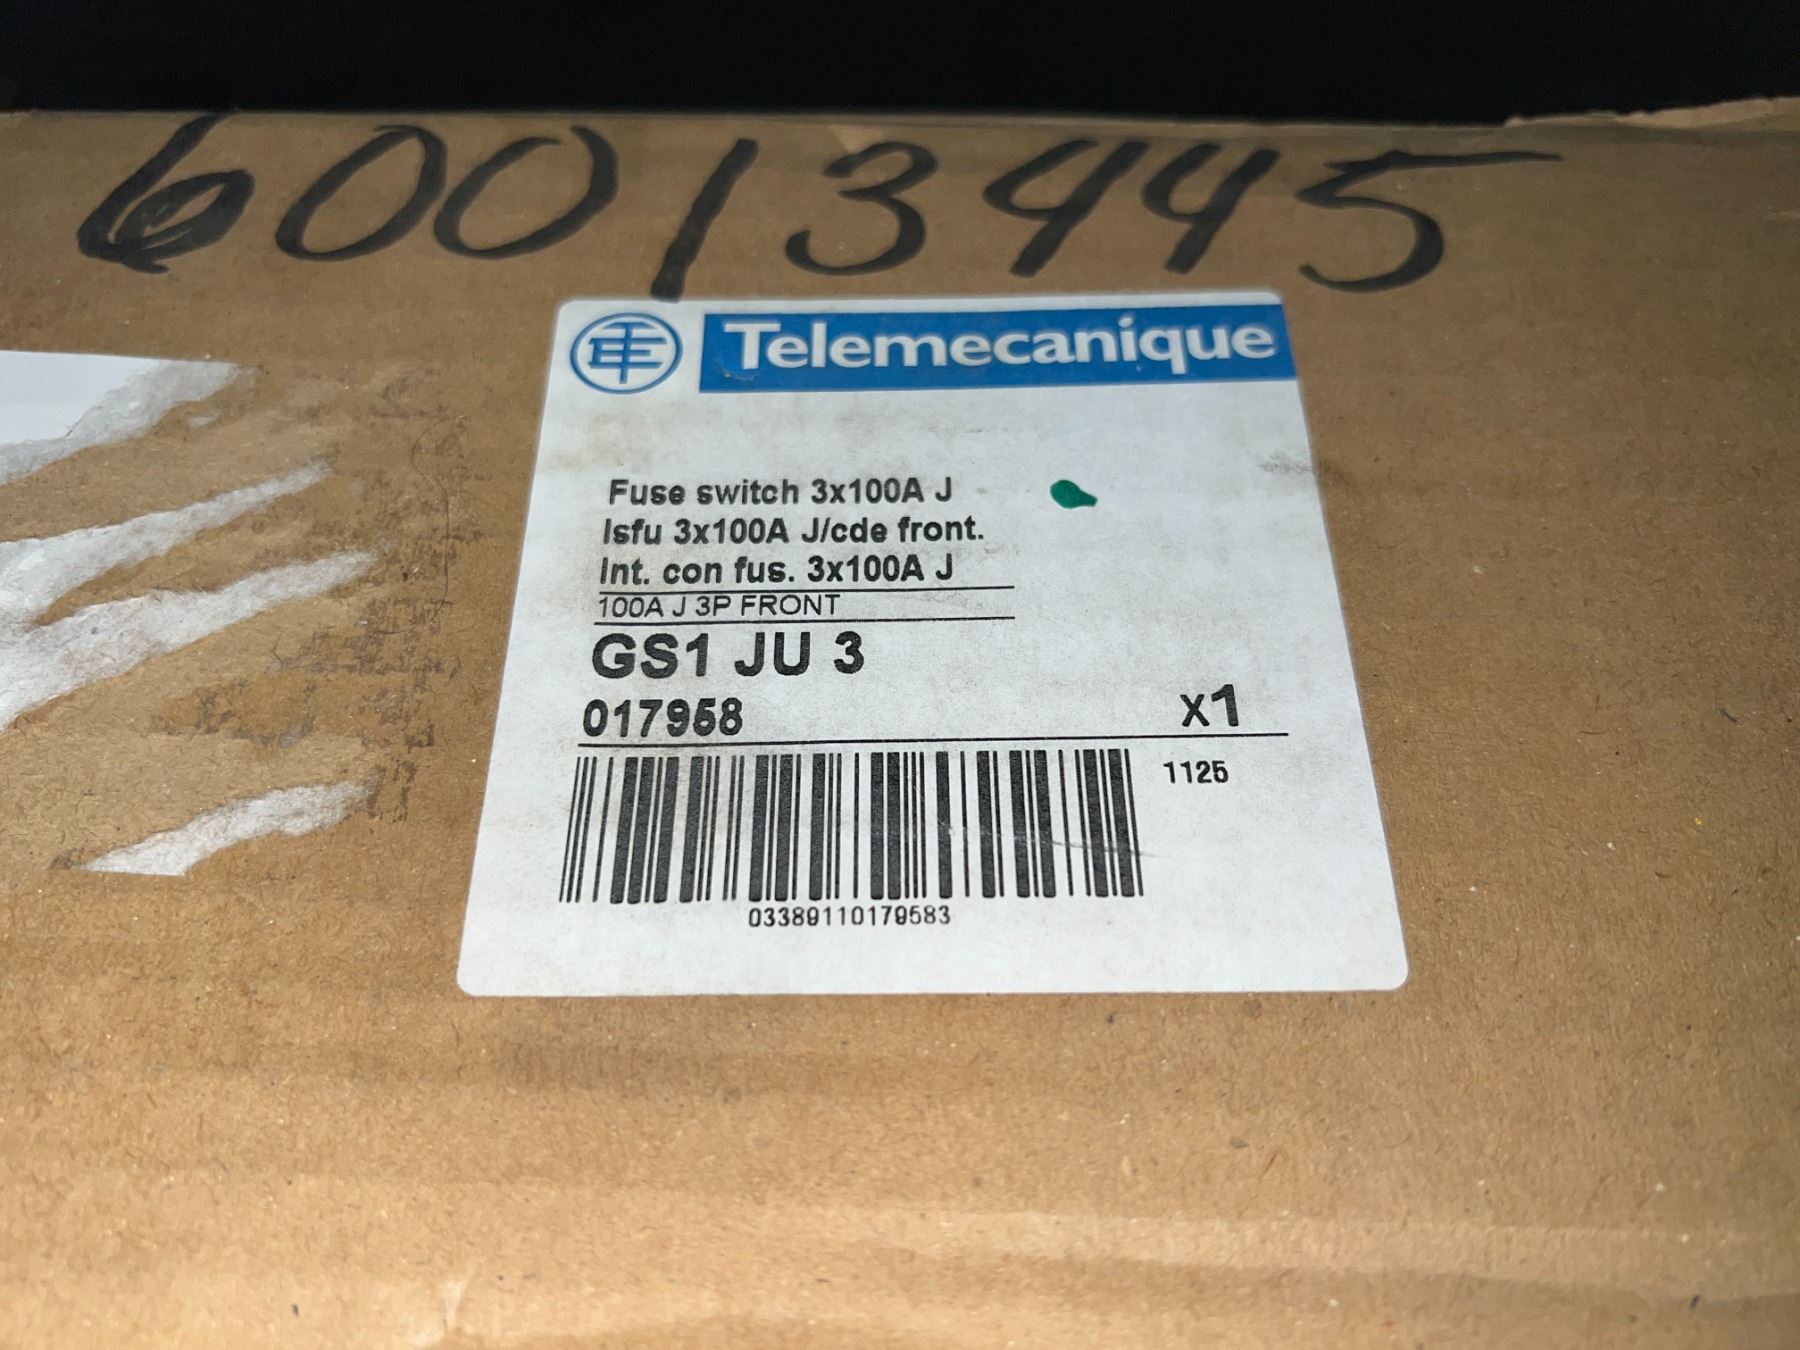 60013445
Telemecanique
Fuse switch 3x100A J
Isfu 3x100A J/cde front.
Int. con fus. 3x100A J
100A J 3P FRONT
GS1 JU 3
017958 x1
1125
03389110179583